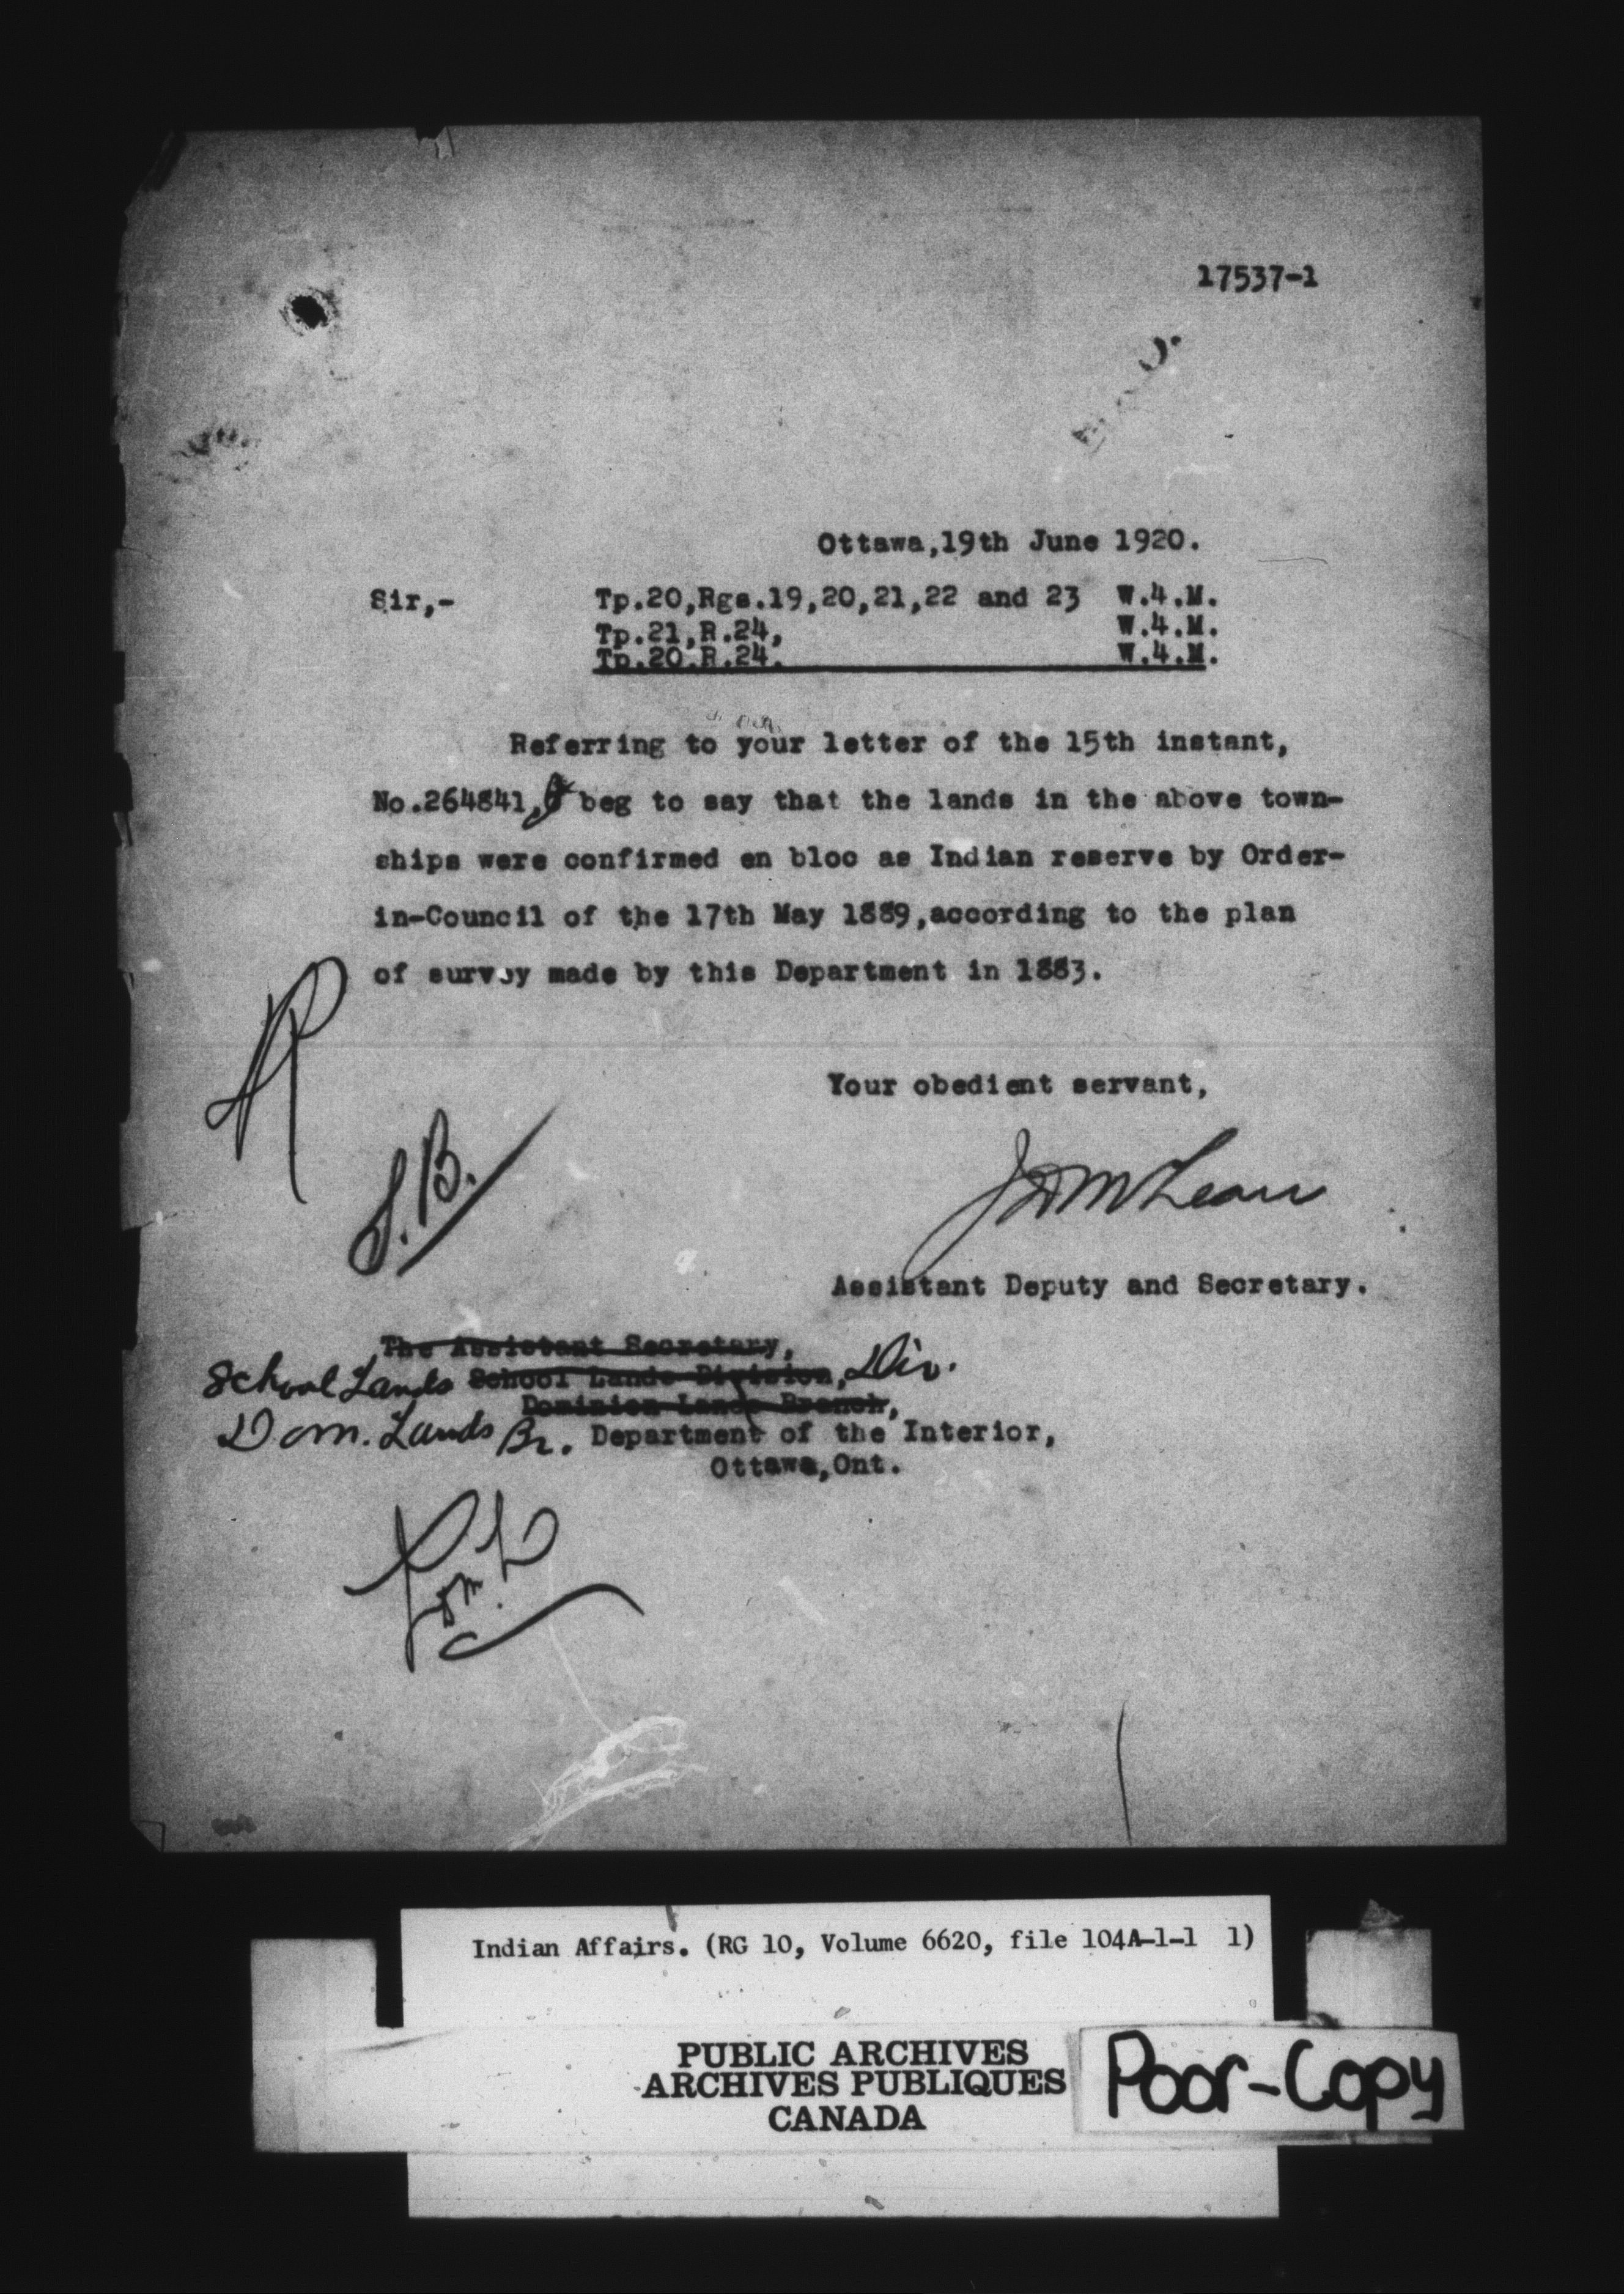 17537-1
Ottawa,19th June 1920.
Sir,- Tp.20,Rgs.19,20,21,22 and 23 W.4.M.
Tp.21,R.24, W.4.M.
Tp.20.R.24. W.4.M.
Referring to your letter of the 15th instant,
No.264841, I beg to say that the lands in the above town-
ships were confirmed en bloc as Indian reserve by Order-
in-Council of the 17th May 1889,according to the plan
of survey made by this Department in 1883.
Your obedient servant,
S.B.
J D McLean
Assistant Deputy and Secretary.
The Assistant Secretary,
School Lands School Lands Division, Div.
Dominion Lands Branch,
Dom. Lands Br. Department of the Interior,
Ottawa,Ont.
Indian Affairs. (RG 10, Volume 6620, file 104A-1-1 1)
PUBLIC ARCHIVES
ARCHIVES PUBLIQUES
CANADA
Poor-Copy